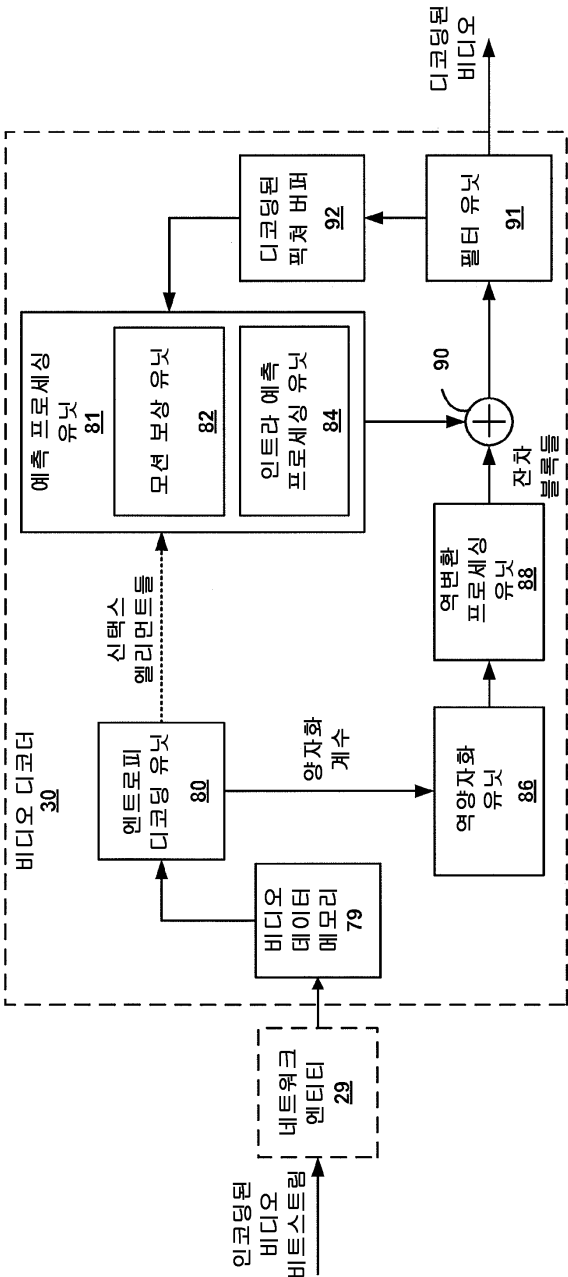 비디오 디코더
30
인코딩된
비디오
비트스트림
네트워크
엔티티
29
비디오
데이터
메모리
79
엔트로피
디코딩 유닛
80
신택스
엘리먼트들
양자화
계수
예측 프로세싱
유닛
81
모션 보상 유닛
82
인트라 예측
프로세싱 유닛
84
역양자화
유닛
86
역변환
프로세싱
유닛
88
잔차
블록들
90
필터 유닛
91
디코딩된
픽쳐 버퍼
92
디코딩된
비디오